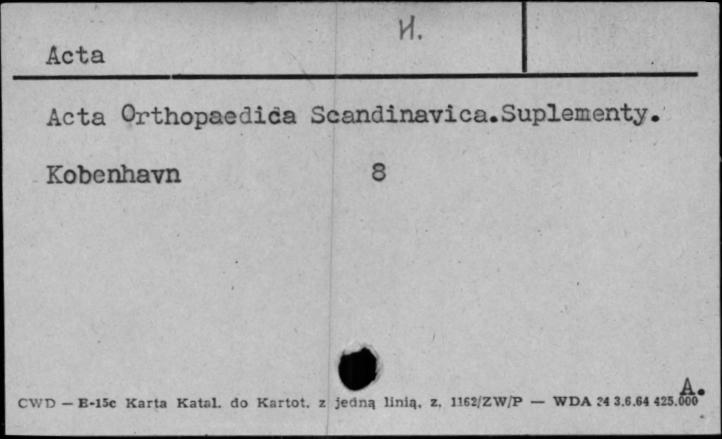 И.
Acta
Acta Orthopaedica Scandinavica.Suplementy.
Kobenhavn 8
A.
CWD — E-15c Karta Katal. do Kartot. z jedną linią, z. 1162/ZW/P — WDA 24 3.6.64 425.000